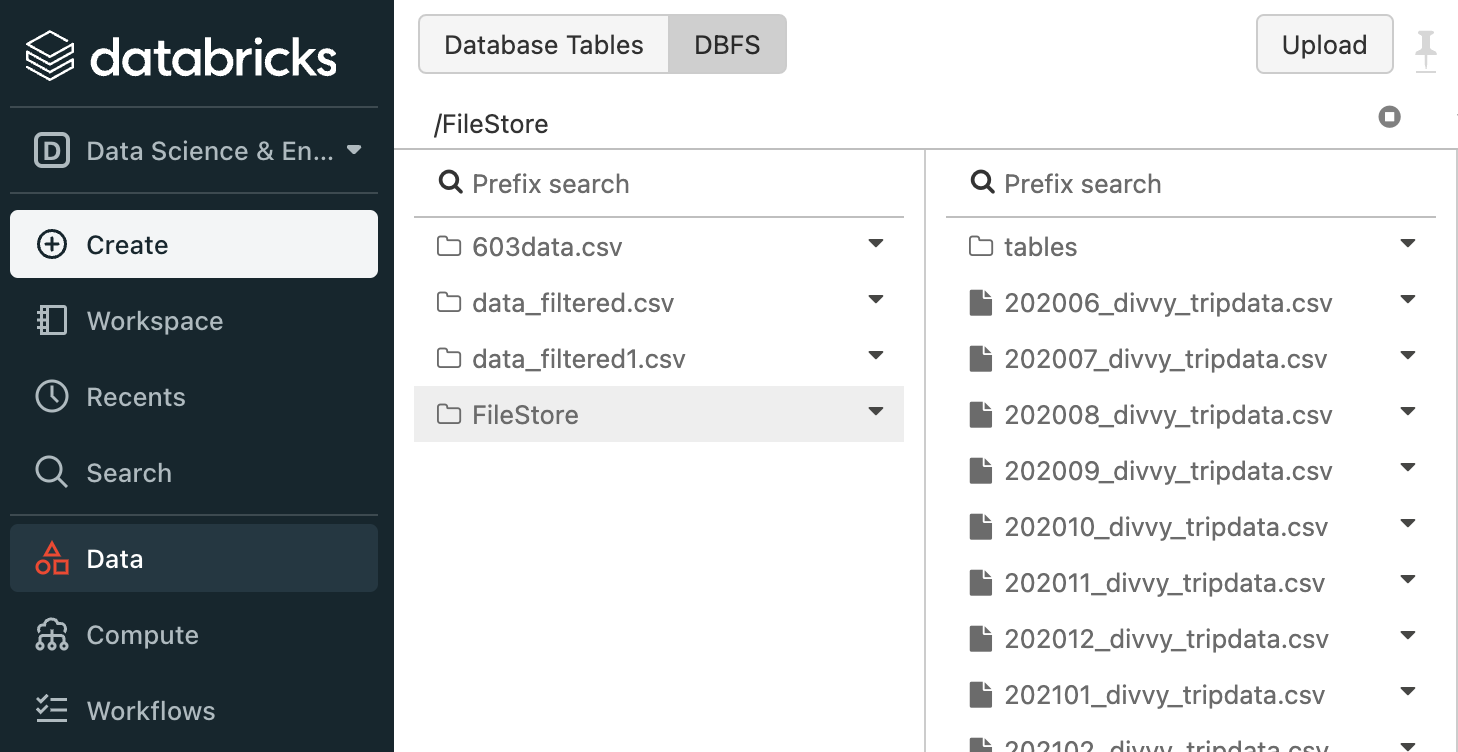 databricks
D Data Science & En...
Create
Workspace
Recents
Search
Data
Compute
Workflows
Database Tables
DBFS
Upload
/FileStore
Prefix search
603data.csv
data_filtered.csv
data_filtered1.csv
FileStore
Prefix search
tables
202006_divvy_tripdata.csv
202007_divvy_tripdata.csv
202008_divvy_tripdata.csv
202009_divvy_tripdata.csv
202010_divvy_tripdata.csv
202011_divvy_tripdata.csv
202012_divvy_tripdata.csv
202101_divvy_tripdata.csv
202102_divvy_tripdata.csv